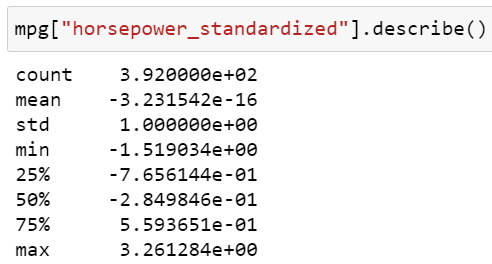 mpg["horsepower_standardized"].describe()
count 3.920000e+02
mean -3.231542e-16
std 1.000000e+00
min -1.519034e+00
25% -7.656144e-01
50% -2.849846e-01
75% 5.593651e-01
max 3.261284e+00